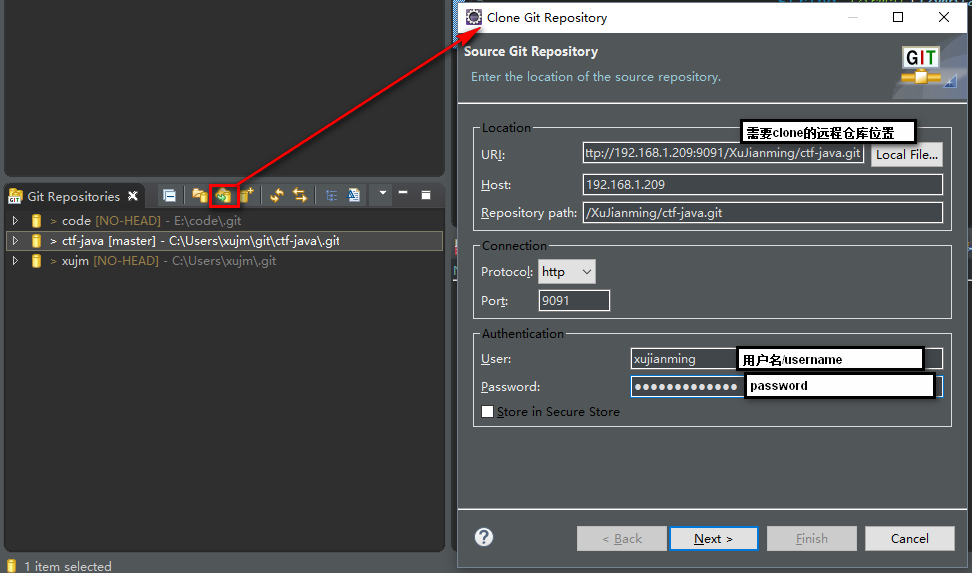 Clone Git Repository
Source Git Repository
Enter the location of the source repository.
GIT
Location
需要clone的远程仓库位置
URI:
ttp://192.168.1.209:9091/XuJianming/ctf-java.git
Local File...
Host:
192.168.1.209
Repository path:
/XuJianming/ctf-java.git
Connection
Protocol:
http
Port:
9091
Authentication
User:
xujianming
用户名/username
Password:
●●●●●●●●●●●●●
password
Store in Secure Store
< Back
Next >
Finish
Cancel
GIT
Git Repositories
> code [NO-HEAD] - E:\code\.git
> ctf-java [master] - C:\Users\xujm\git\ctf-java\.git
> xujm [NO-HEAD] - C:\Users\xujm\.git
1 item selected